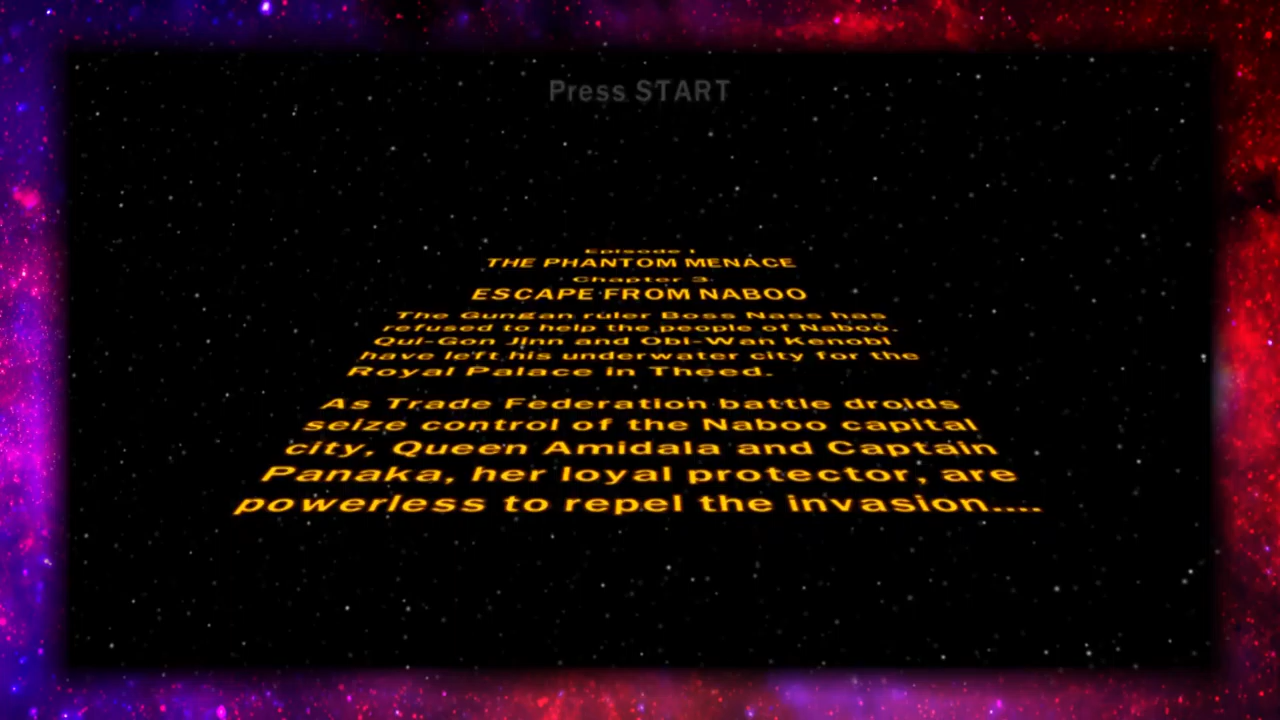 Press START
Episode I
THE PHANTOM MENACE
Chapter 3
ESCAPE FROM NABOO
The Gungan ruler Boss Nass has
refused to help the people of Naboo.
Qui-Gon Jinn and Obi-Wan Kenobi
have left his underwater city for the
Royal Palace in Theed.
As Trade Federation battle droids
seize control of the Naboo capital
city, Queen Amidala and Captain
Panaka, her loyal protector, are
powerless to repel the invasion....